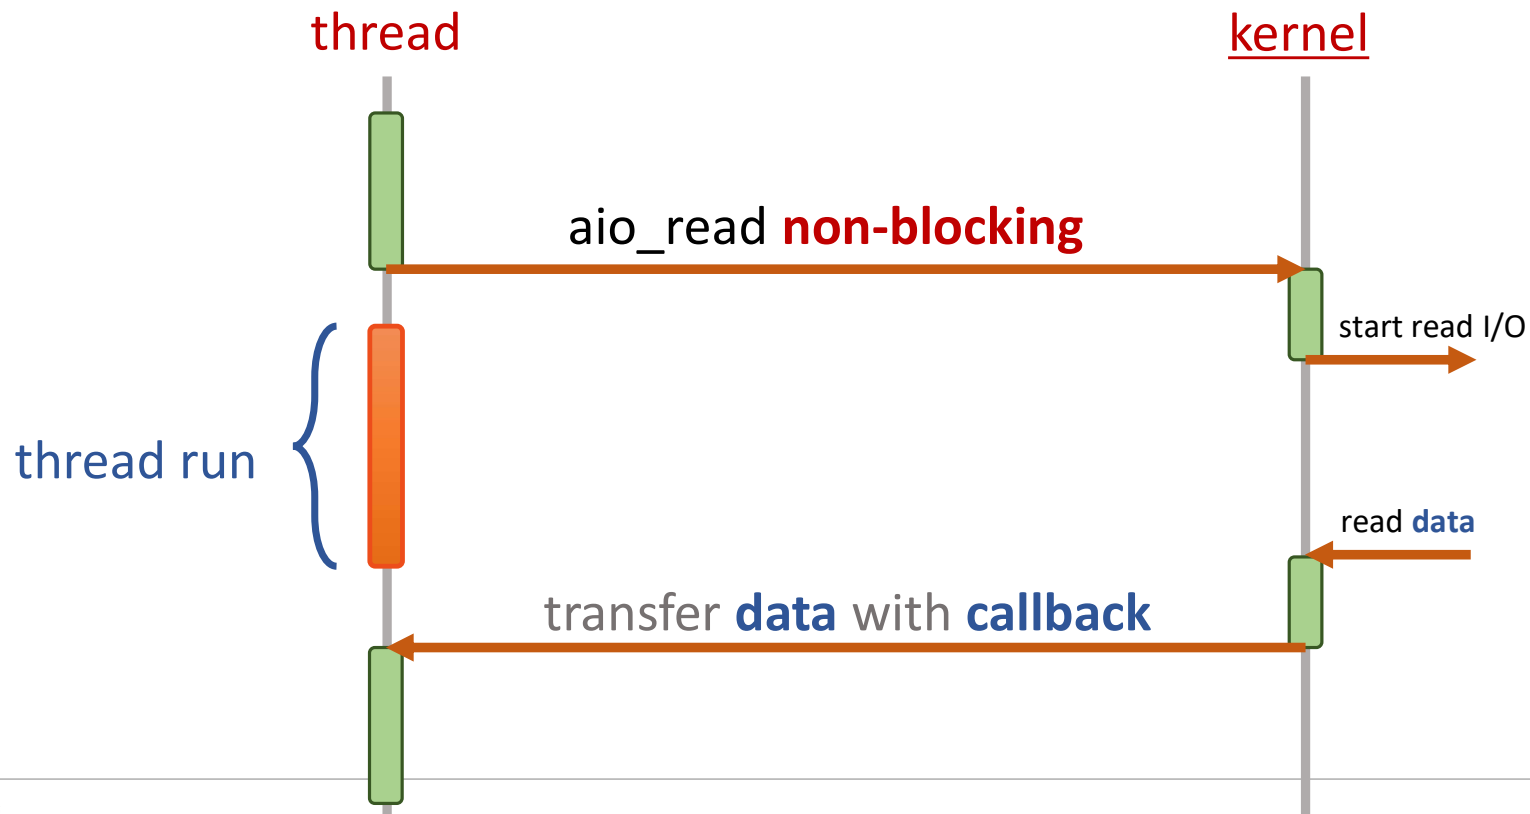 thread
kernel
aio_read non-blocking
start read I/O
thread run
read data
transfer data with callback